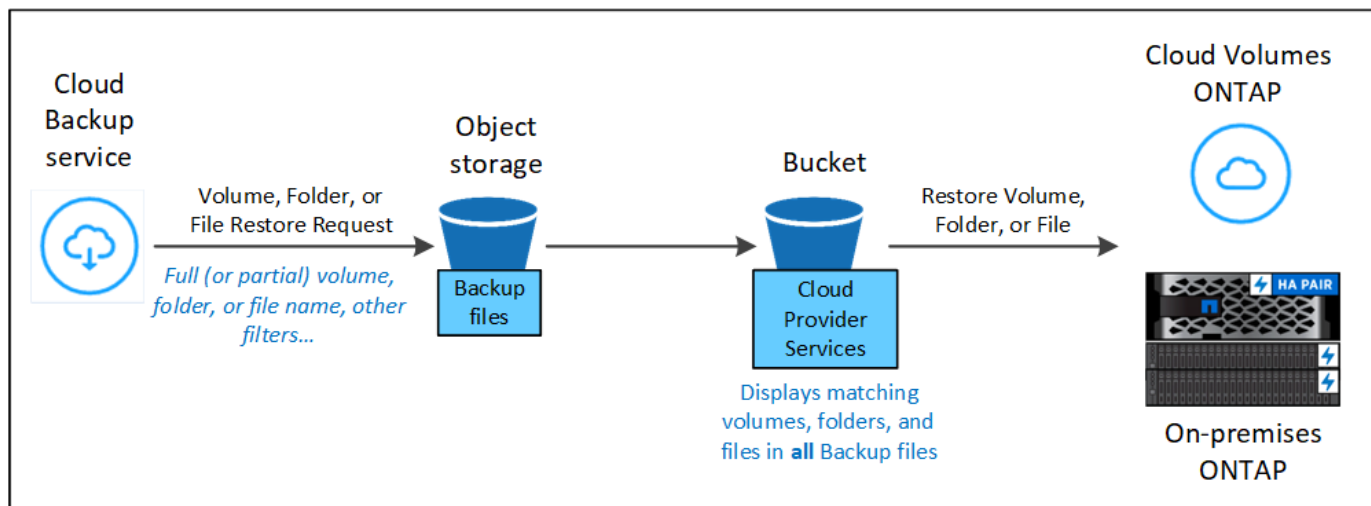 Cloud
Backup
service
Volume, Folder, or
File Restore Request
Full (or partial) volume,
folder, or file name, other
filters...
Object
storage
Backup
files
Bucket
Cloud
Provider
Services
Displays matching
volumes, folders, and
files in all Backup files
Restore Volume,
Folder, or File
Cloud Volumes
ONTAP
HA PAIR
On-premises
ONTAP